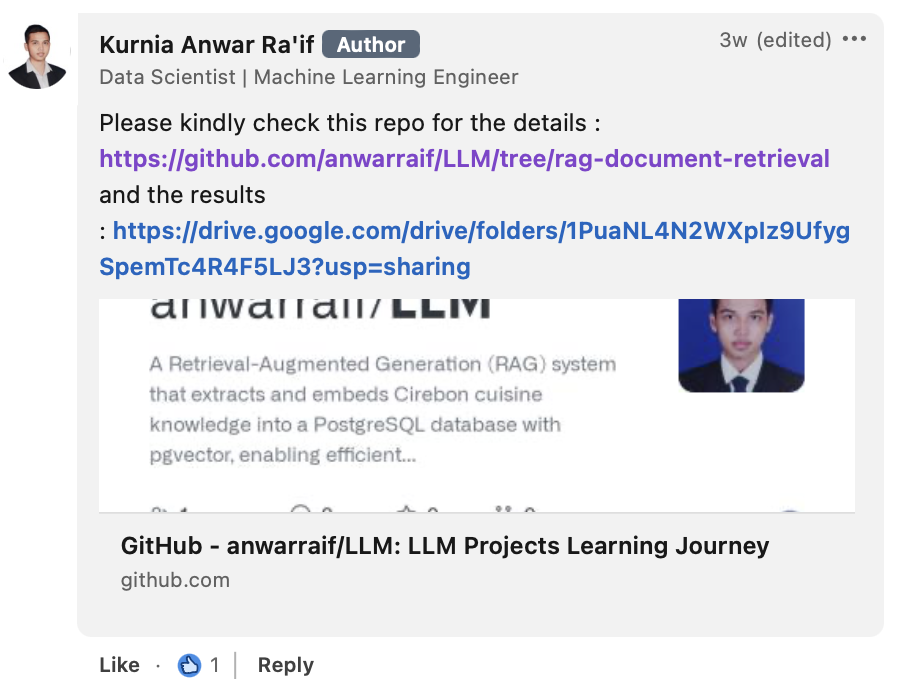 Kurnia Anwar Ra'if Author
3w (edited) •••
Data Scientist | Machine Learning Engineer
Please kindly check this repo for the details :
https://github.com/anwarraif/LLM/tree/rag-document-retrieval
and the results
: https://drive.google.com/drive/folders/1PuaNL4N2WXpIz9Ufyg
SpemTc4R4F5LJ3?usp=sharing
anwarraif/LLM
A Retrieval-Augmented Generation (RAG) system
that extracts and embeds Cirebon cuisine
knowledge into a PostgreSQL database with
pgvector, enabling efficient...
GitHub - anwarraif/LLM: LLM Projects Learning Journey
github.com
Like · 1 | Reply